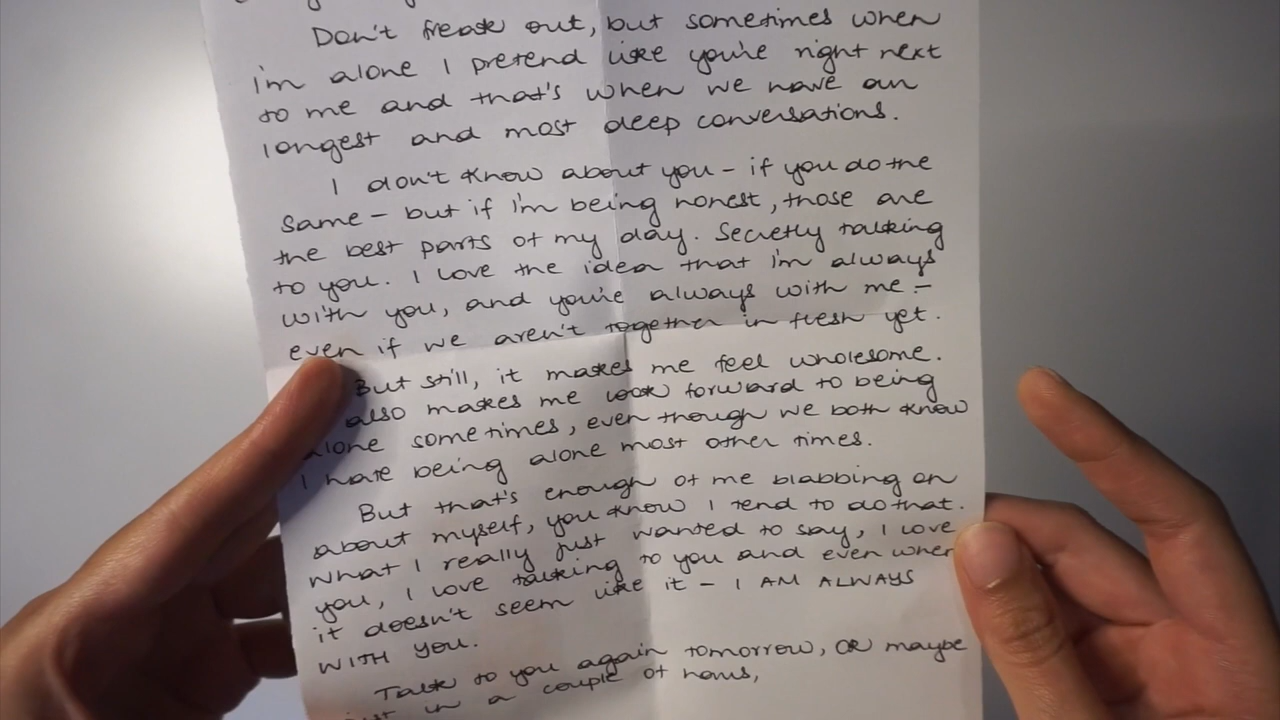 Don't freak out, but sometimes when
i'm alone I pretend like you're right next
to me and that's when we have an
longest and most deep conversations.
I don't know about you - if you do the
same - but if I'm being honest, those are
the best parts of my day. Secretly talking
to you. I love the idea that i'm always
with you, and you're always with me -
even if we aren't together in flesh yet.
But still, it makes me feel wholesome.
also makes me look forward to being
alone sometimes, even though we both know
I hate being alone most other times.
But that's enough of me blabbing on
about myself, you know I tend to do that.
What I really just wanted to say, I love
you, I love talking to you and even when
it doesn't seem like it - I AM ALWAYS
WITH YOU.
Talk to you again tomorrow, OR maybe
in a couple of hours,